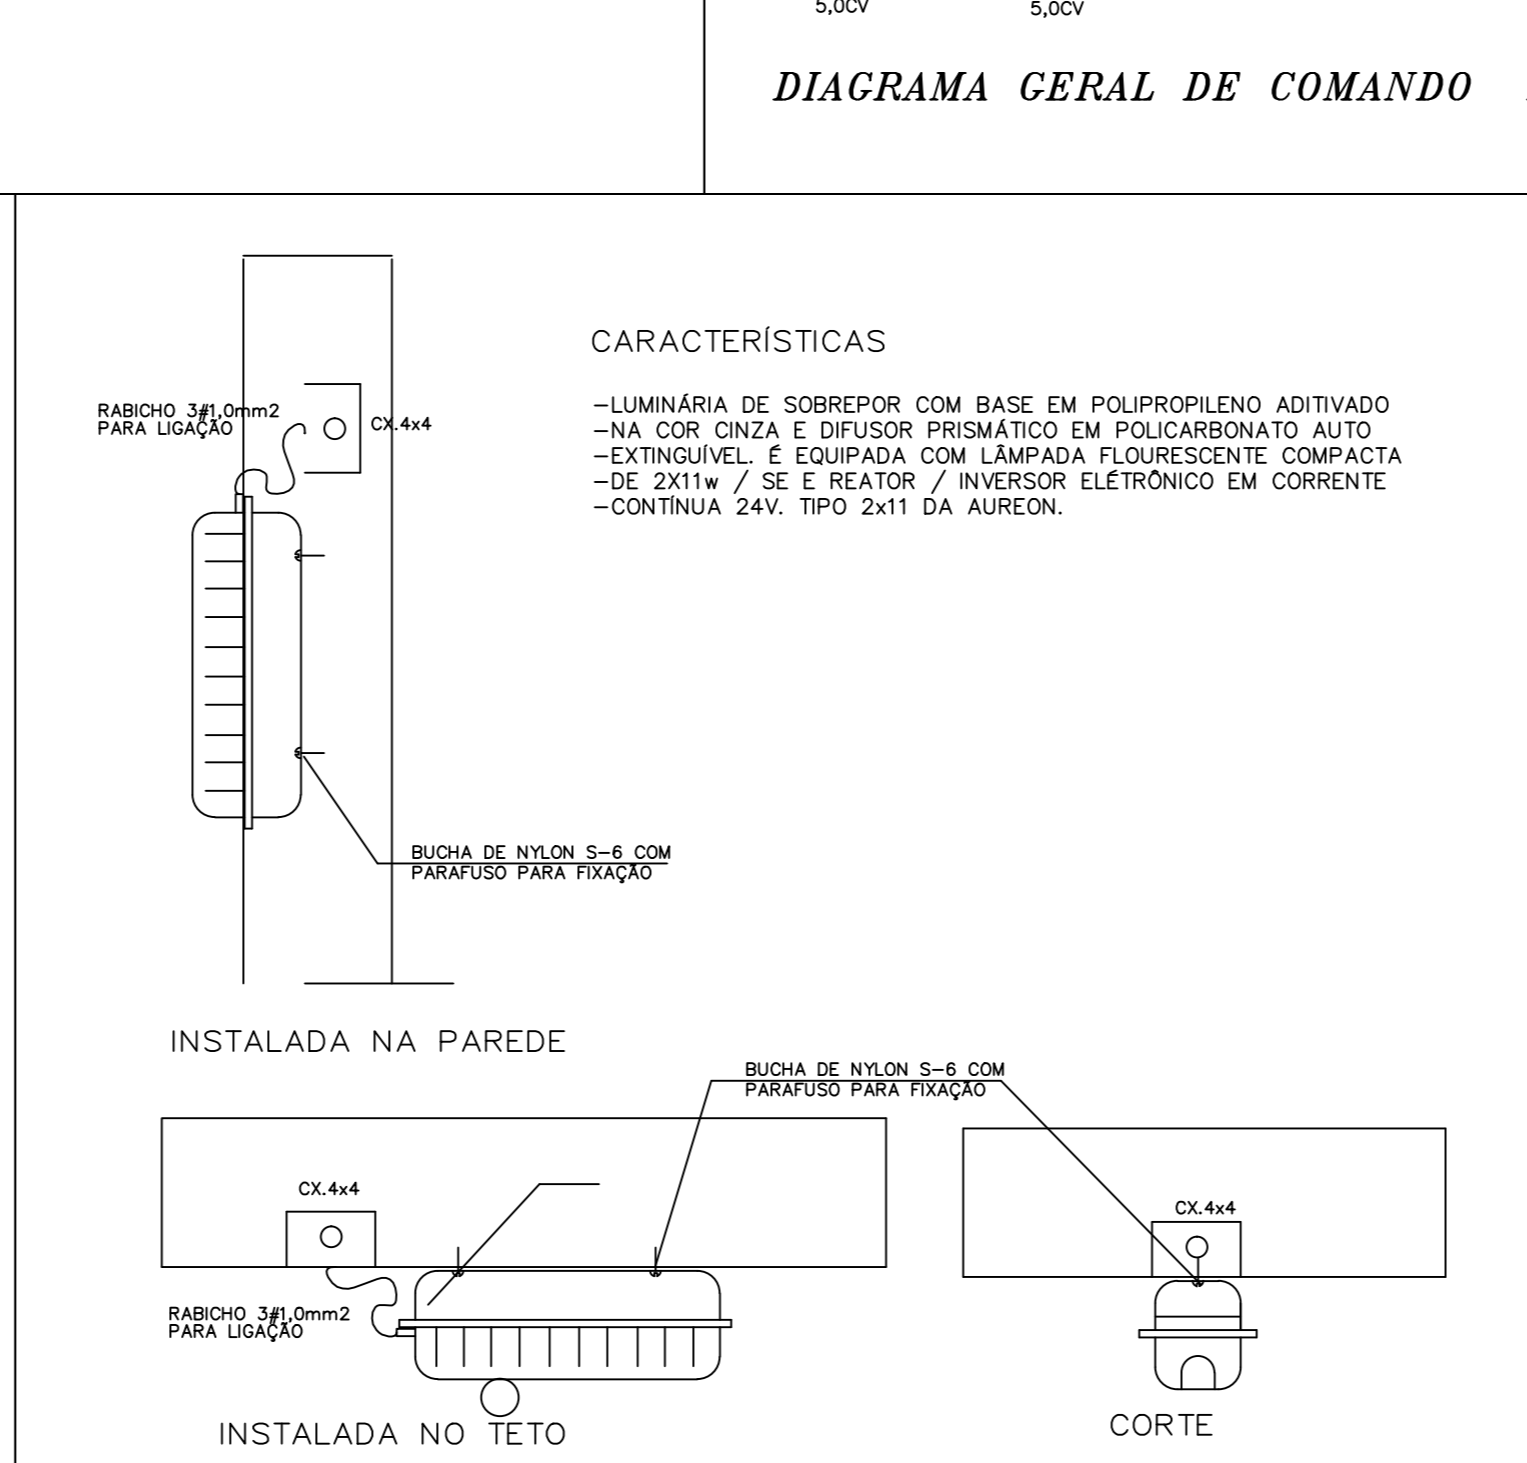 5,0CV
5,0CV
DIAGRAMA GERAL DE COMANDO
CARACTERÍSTICAS
-LUMINÁRIA DE SOBREPOR COM BASE EM POLIPROPILENO ADITIVADO
-NA COR CINZA E DIFUSOR PRISMÁTICO EM POLICARBONATO AUTO
-EXTINGUÍVEL. É EQUIPADA COM LÂMPADA FLOURESCENTE COMPACTA
-DE 2X11w / SE E REATOR / INVERSOR ELÉTRÔNICO EM CORRENTE
-CONTÍNUA 24V. TIPO 2x11 DA AUREON.
RABICHO 3#1,0mm2
PARA LIGAÇÃO
CX.4x4
BUCHA DE NYLON S-6 COM
PARAFUSO PARA FIXAÇÃO
INSTALADA NA PAREDE
BUCHA DE NYLON S-6 COM
PARAFUSO PARA FIXAÇÃO
CX.4x4
CX.4x4
RABICHO 3#1,0mm2
PARA LIGAÇÃO
INSTALADA NO TETO
CORTE